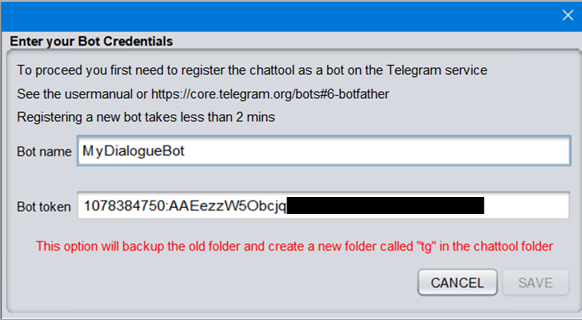 Enter your Bot Credentials
To proceed you first need to register the chattool as a bot on the Telegram service
See the usermanual or https://core.telegram.org/bots#6-botfather
Registering a new bot takes less than 2 mins
Bot name MyDialogueBot
Bot token 1078384750:AAEezzW5Obcjq
This option will backup the old folder and create a new folder called "tg" in the chattool folder
CANCEL SAVE